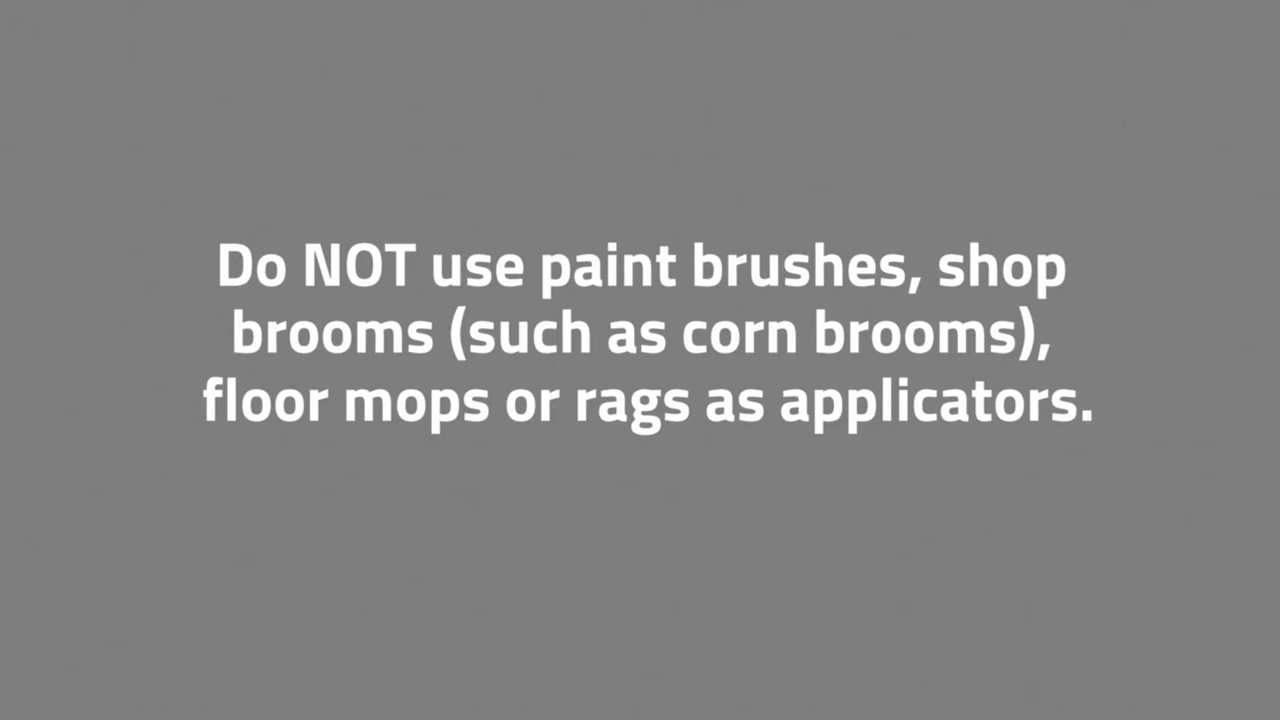 Do NOT use paint brushes, shop
brooms (such as corn brooms),
floor mops or rags as applicators.